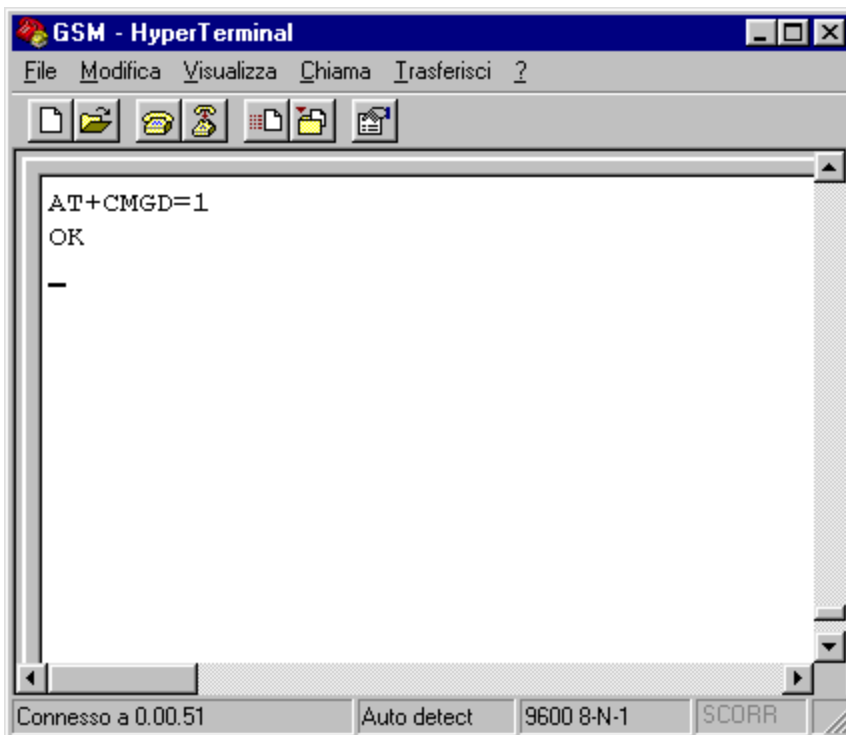 GSM - HyperTerminal
File Modifica Visualizza Chiama Trasferisci ?
AT+CMGD=1
OK
Connesso a 0.00.51 Auto detect 9600 8-N-1 SCORR